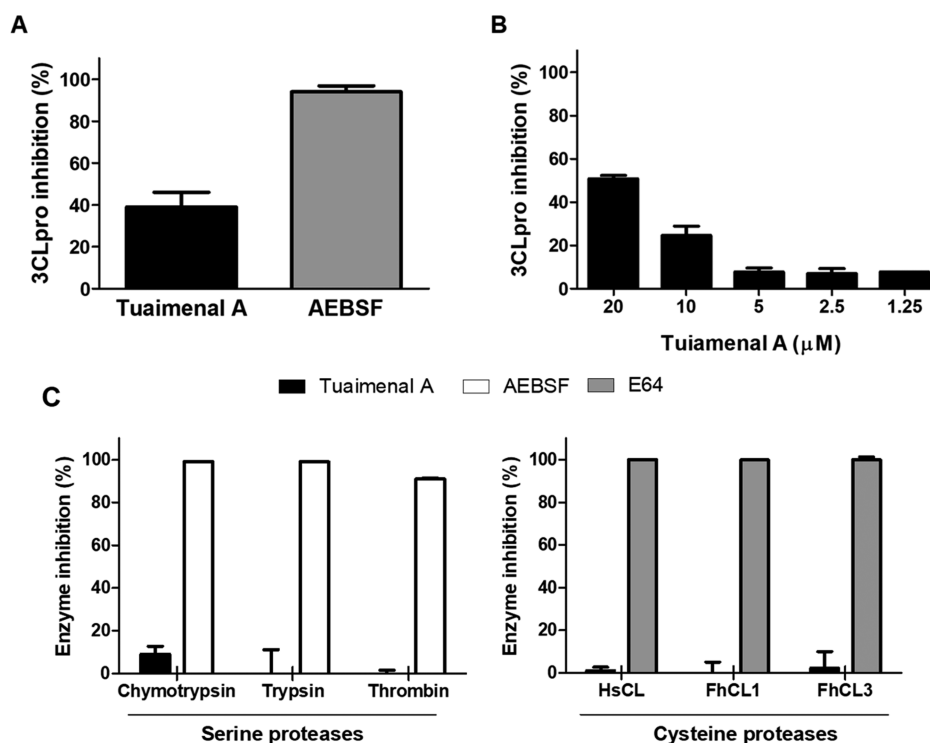 A
3CLpro inhibition (%)
100
80
60
40
20
0
Tuaimenal A
AEBSF
B
3CLpro inhibition (%)
100
80
60
40
20
0
20
10
5
2.5
1.25
Tuiamenal A (μM)
Tuaimenal A
AEBSF
E64
C
Enzyme inhibition (%)
100
80
60
40
20
0
Chymotrypsin
Trypsin
Thrombin
Serine proteases
Enzyme inhibition (%)
100
80
60
40
20
0
HsCL
FhCL1
FhCL3
Cysteine proteases